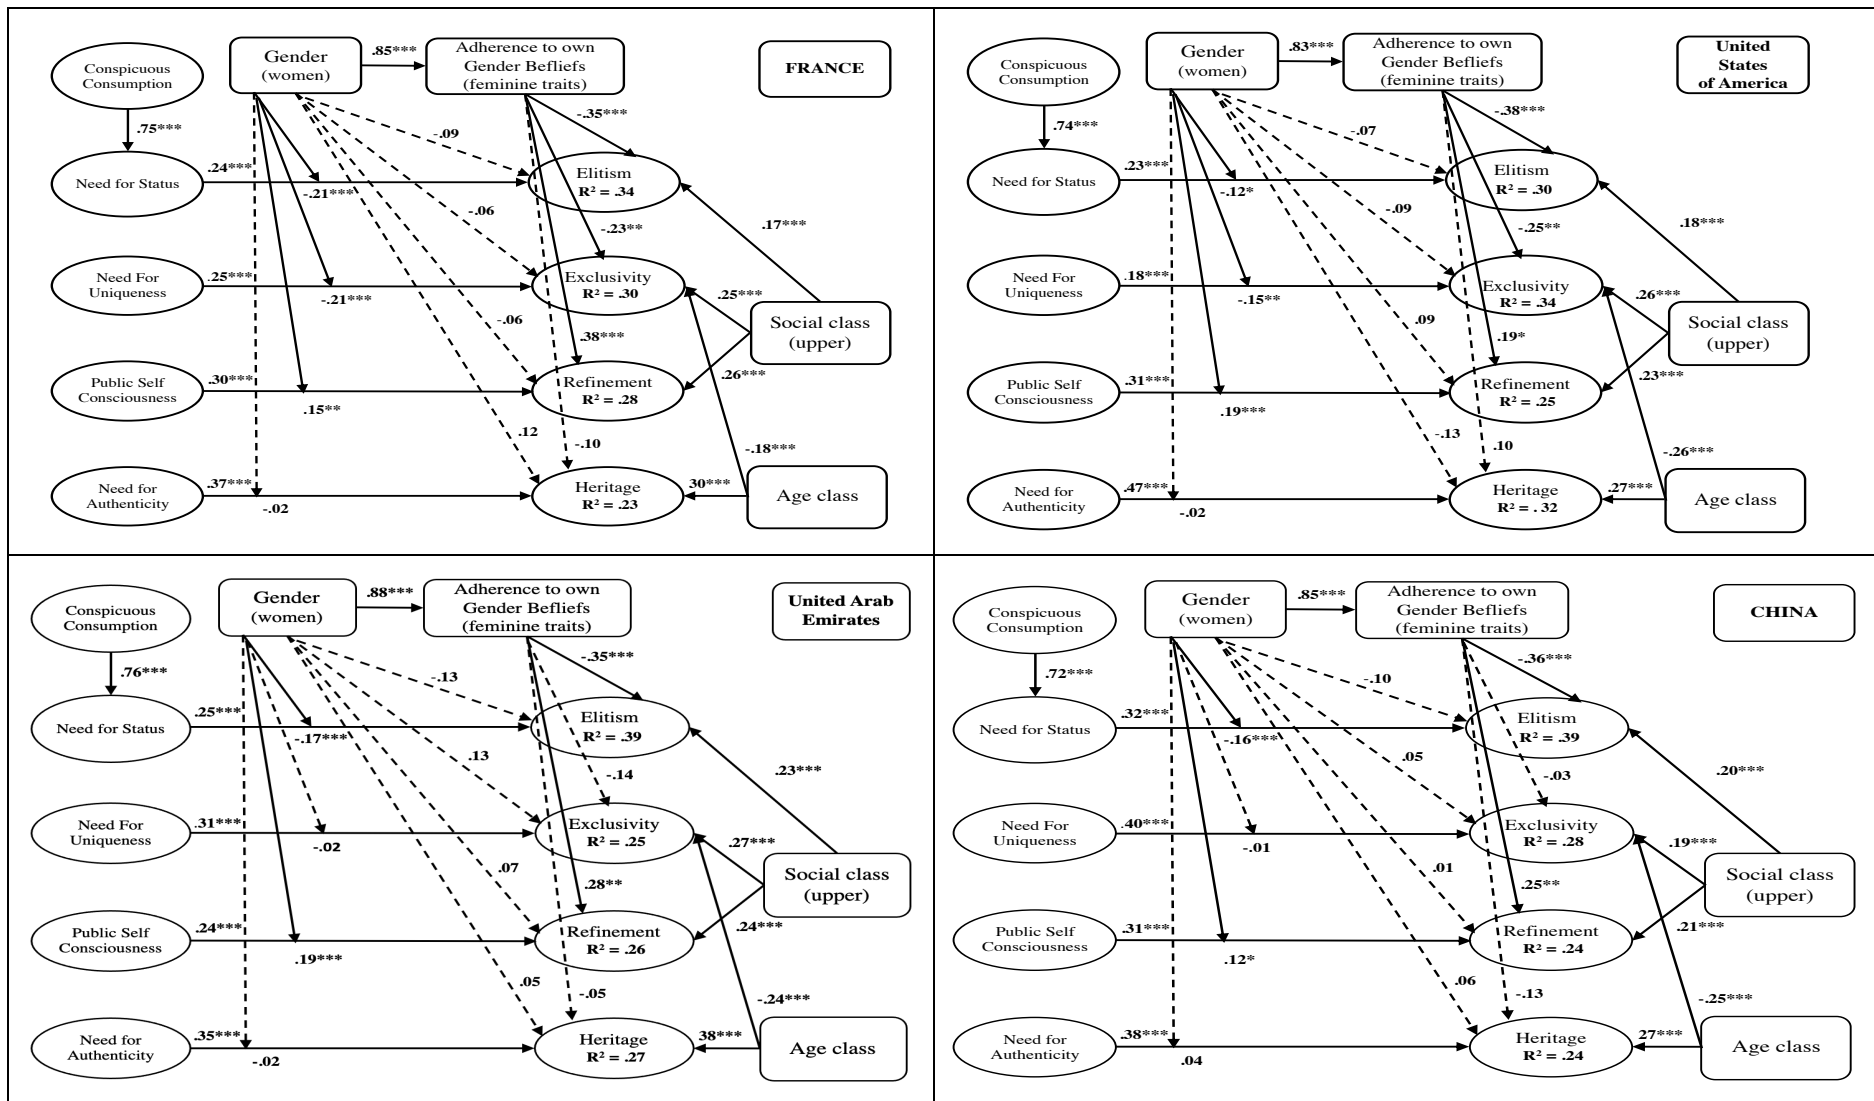 Gender
(women)
.85***
Adherence to own
Gender Befliefs
(feminine traits)
FRANCE
Conspicuous
Consumption
.75***
-.35***
-.09
Need for Status
.24***
-.21***
Elitism
R² = .34
-.06
-.23**
.17***
Need For
Uniqueness
.25***
-.21***
Exclusivity
R² = .30
.25***
-.06
.38***
Social class
(upper)
Public Self
Consciousness
.30***
.15**
Refinement
R² = .28
.26***
.12
-.10
-.18***
Need for
Authenticity
.37***
-.02
Heritage
R² = .23
30***
Age class
Gender
(women)
.83***
Adherence to own
Gender Befliefs
(feminine traits)
United
States
of America
Conspicuous
Consumption
.74***
-.38***
-.07
Need for Status
.23***
-.12*
Elitism
R² = .30
-.09
-.25**
.18***
Need For
Uniqueness
.18***
-.15**
Exclusivity
R² = .34
.26***
.09
.19*
Social class
(upper)
Public Self
Consciousness
.31***
.19***
Refinement
R² = .25
.23***
-.13
.10
-.26***
Need for
Authenticity
.47***
-.02
Heritage
R² = . 32
.27***
Age class
Gender
(women)
.88***
Adherence to own
Gender Befliefs
(feminine traits)
United Arab
Emirates
Conspicuous
Consumption
.76***
-.35***
-.13
Need for Status
.25***
-.17***
Elitism
R² = .39
.13
-.14
.23***
Need For
Uniqueness
.31***
-.02
Exclusivity
R² = .25
.27***
.07
.28**
Social class
(upper)
Public Self
Consciousness
.24***
.19***
Refinement
R² = .26
.24***
.05
-.05
-.24***
Need for
Authenticity
.35***
-.02
Heritage
R² = .27
38***
Age class
Gender
(women)
.85***
Adherence to own
Gender Befliefs
(feminine traits)
CHINA
Conspicuous
Consumption
.72***
-.36***
-.10
Need for Status
.32***
-.16***
Elitism
R² = .39
.05
-.03
.20***
Need For
Uniqueness
.40***
-.01
Exclusivity
R² = .28
.19***
.01
.25**
Social class
(upper)
Public Self
Consciousness
.31***
.12*
Refinement
R² = .24
.21***
.06
-.13
-.25***
Need for
Authenticity
.38***
.04
Heritage
R² = .24
27***
Age class